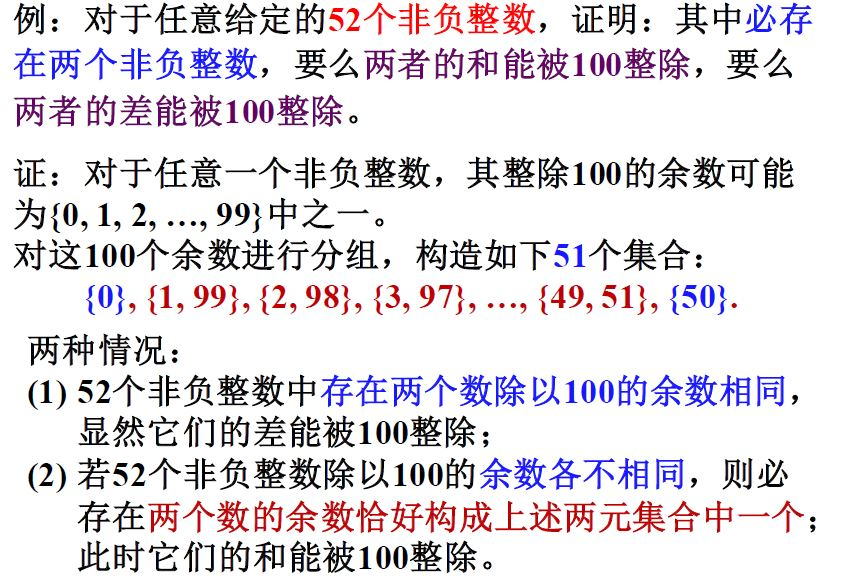 例：对于任意给定的52个非负整数，证明：其中必存
在两个非负整数，要么两者的和能被100整除，要么
两者的差能被100整除。
证：对于任意一个非负整数，其整除100的余数可能
为{0, 1, 2, …, 99}中之一。
对这100个余数进行分组，构造如下51个集合：
{0}, {1, 99}, {2, 98}, {3, 97}, …, {49, 51}, {50}.
两种情况：
(1) 52个非负整数中存在两个数除以100的余数相同，
显然它们的差能被100整除；
(2) 若52个非负整数除以100的余数各不相同，则必
存在两个数的余数恰好构成上述两元集合中一个；
此时它们的和能被100整除。